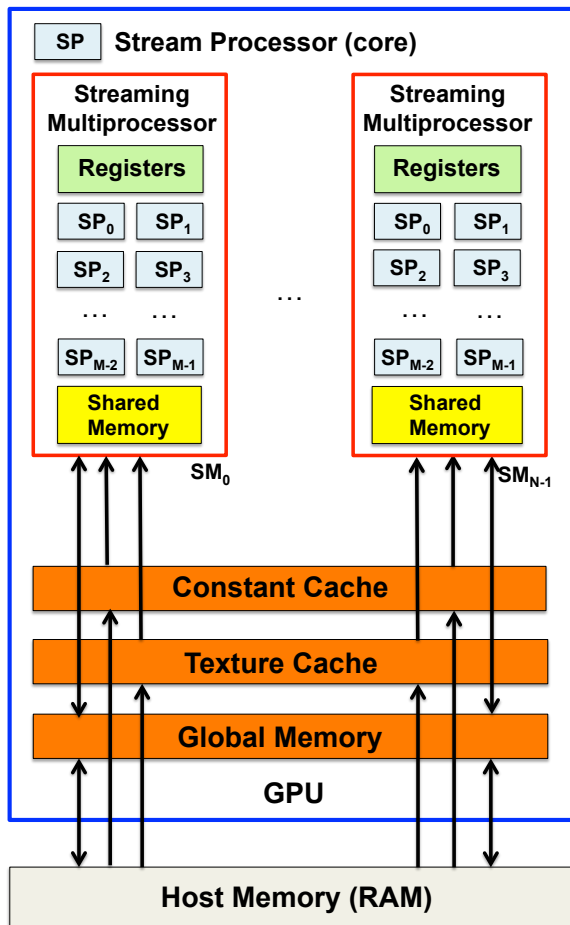 SP Stream Processor (core)
Streaming
Multiprocessor
Registers
SP0 SP1
SP2 SP3
... ...
SPM-2 SPM-1
Shared
Memory
SM0
...
Streaming
Multiprocessor
Registers
SP0 SP1
SP2 SP3
... ...
SPM-2 SPM-1
Shared
Memory
SMN-1
Constant Cache
Texture Cache
Global Memory
GPU
Host Memory (RAM)